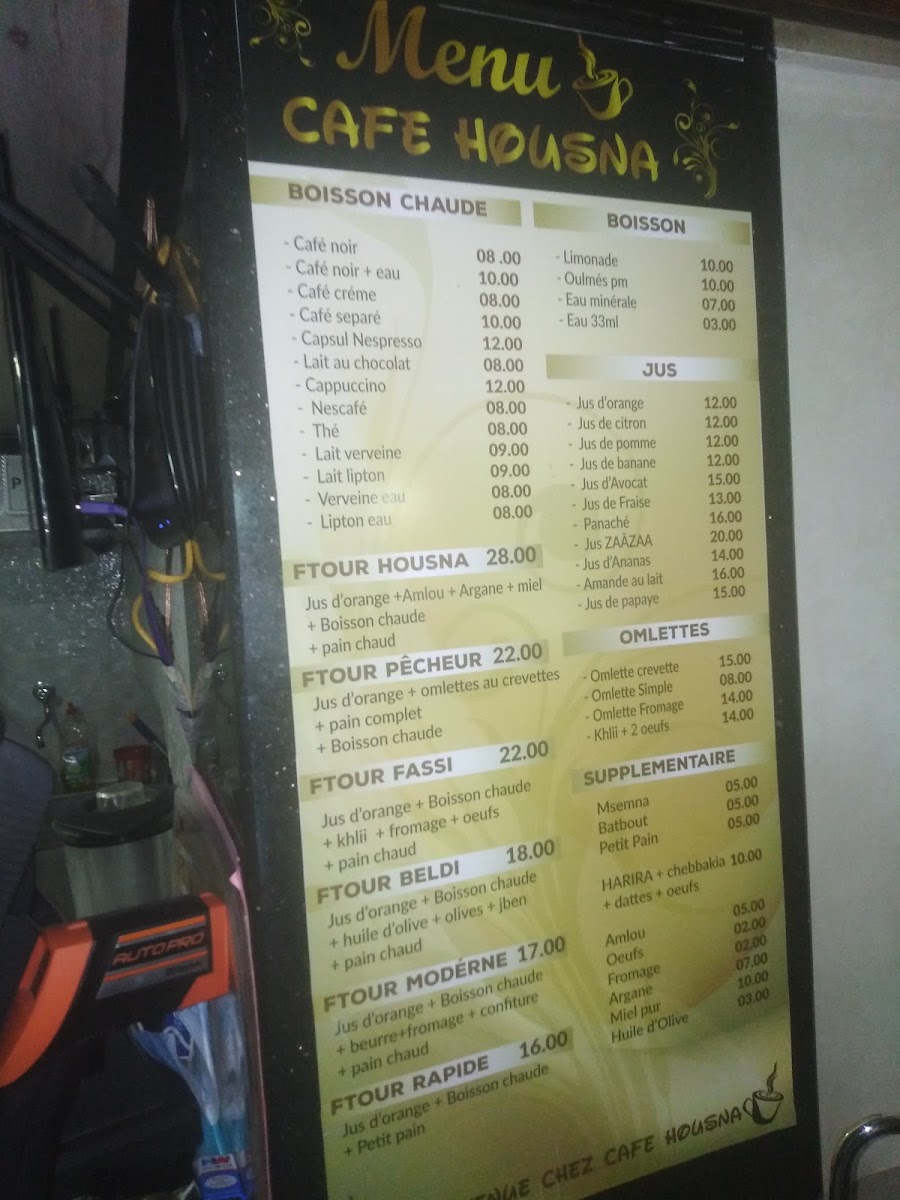 Menu
CAFE HOUSNA
BOISSON CHAUDE
- Café noir 08 .00
- Café noir + eau 10.00
- Café créme 08.00
- Café separé 10.00
- Capsul Nespresso 12.00
- Lait au chocolat 08.00
- Cappuccino 12.00
- Nescafé 08.00
- Thé 08.00
- Lait verveine 09.00
- Lait lipton 09.00
- Verveine eau 08.00
- Lipton eau 08.00
FTOUR HOUSNA 28.00
Jus d'orange +Amlou + Argane + miel
+ Boisson chaude
+ pain chaud
FTOUR PÊCHEUR 22.00
Jus d'orange + omlettes au crevettes
+ pain complet
+ Boisson chaude
FTOUR FASSI 22.00
Jus d'orange + Boisson chaude
+ khlii + fromage + oeufs
+ pain chaud
FTOUR BELDI 18.00
Jus d'orange + Boisson chaude
+ huile d'olive + olives + jben
+ pain chaud
FTOUR MODÉRNE 17.00
Jus d'orange + Boisson chaude
+ beurre+fromage + confiture
+ pain chaud
FTOUR RAPIDE 16.00
Jus d'orange + Boisson chaude
+ Petit pain
BOISSON
- Limonade 10.00
- Oulmés pm 10.00
- Eau minérale 07.00
- Eau 33ml 03.00
JUS
- Jus d'orange 12.00
- Jus de citron 12.00
- Jus de pomme 12.00
- Jus de banane 12.00
- Jus d'Avocat 15.00
- Jus de Fraise 13.00
- Panaché 16.00
- Jus ZAÂZAA 20.00
- Jus d'Ananas 14.00
- Amande au lait 16.00
- Jus de papaye 15.00
OMLETTES
- Omlette crevette 15.00
- Omlette Simple 08.00
- Omlette Fromage 14.00
- Khlii + 2 oeufs 14.00
SUPPLEMENTAIRE
Msemna 05.00
Batbout 05.00
Petit Pain 05.00
HARIRA + chebbakia 10.00
+ dattes + oeufs
Amlou 05.00
Oeufs 02.00
Fromage 02.00
Argane 07.00
Miel pur 10.00
Huile d'Olive 03.00
CHEZ CAFE HOUSNA
AUTOPRO
P